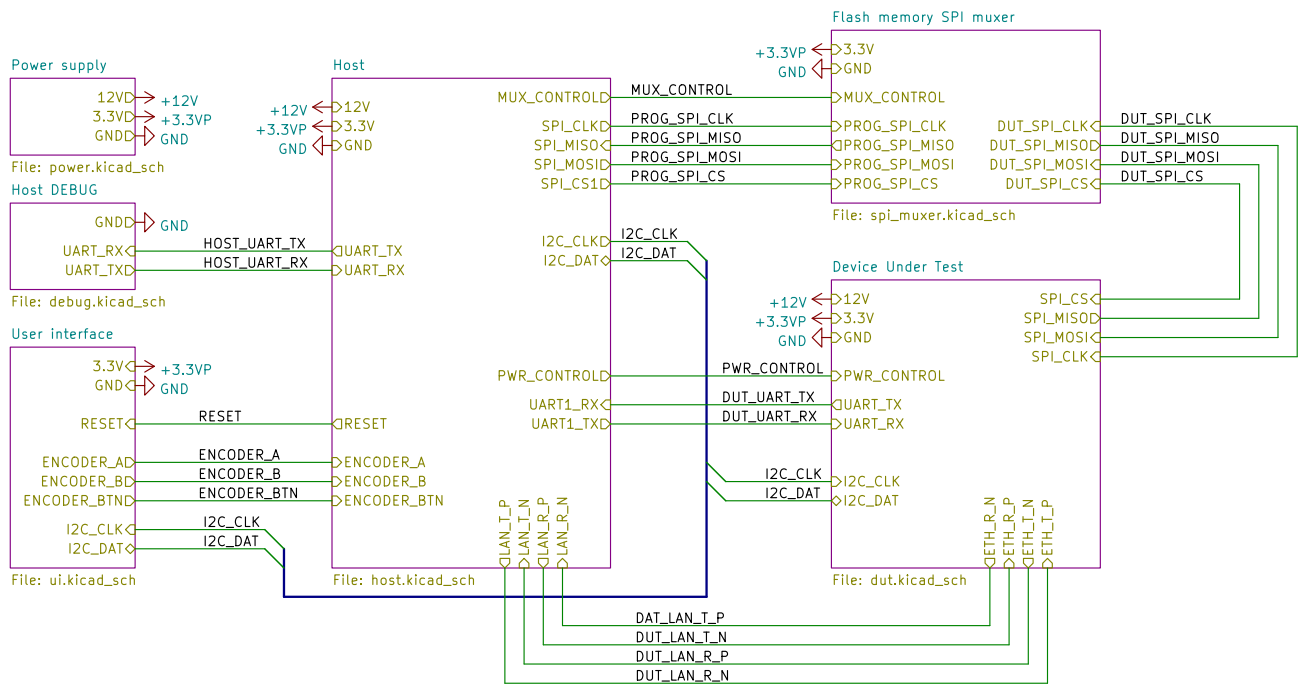 Power supply
12V
3.3V
GND
+12V
+3.3VP
GND
File: power.kicad_sch
Host DEBUG
GND
UART_RX
UART_TX
GND
HOST_UART_TX
HOST_UART_RX
File: debug.kicad_sch
User interface
3.3V
GND
RESET
ENCODER_A
ENCODER_B
ENCODER_BTN
I2C_CLK
I2C_DAT
+3.3VP
GND
RESET
ENCODER_A
ENCODER_B
ENCODER_BTN
I2C_CLK
I2C_DAT
File: ui.kicad_sch
Host
+12V
+3.3VP
GND
12V
3.3V
GND
UART_TX
UART_RX
RESET
ENCODER_A
ENCODER_B
ENCODER_BTN
MUX_CONTROL
SPI_CLK
SPI_MISO
SPI_MOSI
SPI_CS1
I2C_CLK
I2C_DAT
PWR_CONTROL
UART1_RX
UART1_TX
LAN_T_P
LAN_T_N
LAN_R_P
LAN_R_N
File: host.kicad_sch
MUX_CONTROL
PROG_SPI_CLK
PROG_SPI_MISO
PROG_SPI_MOSI
PROG_SPI_CS
I2C_CLK
I2C_DAT
PWR_CONTROL
DUT_UART_TX
DUT_UART_RX
I2C_CLK
I2C_DAT
Flash memory SPI muxer
+3.3VP
GND
3.3V
GND
MUX_CONTROL
PROG_SPI_CLK
PROG_SPI_MISO
PROG_SPI_MOSI
PROG_SPI_CS
DUT_SPI_CLK
DUT_SPI_MISO
DUT_SPI_MOSI
DUT_SPI_CS
DUT_SPI_CLK
DUT_SPI_MISO
DUT_SPI_MOSI
DUT_SPI_CS
File: spi_muxer.kicad_sch
Device Under Test
+12V
+3.3VP
GND
12V
3.3V
GND
PWR_CONTROL
UART_TX
UART_RX
I2C_CLK
I2C_DAT
SPI_CS
SPI_MISO
SPI_MOSI
SPI_CLK
ETH_R_N
ETH_R_P
ETH_T_N
ETH_T_P
File: dut.kicad_sch
DAT_LAN_T_P
DUT_LAN_T_N
DUT_LAN_R_P
DUT_LAN_R_N